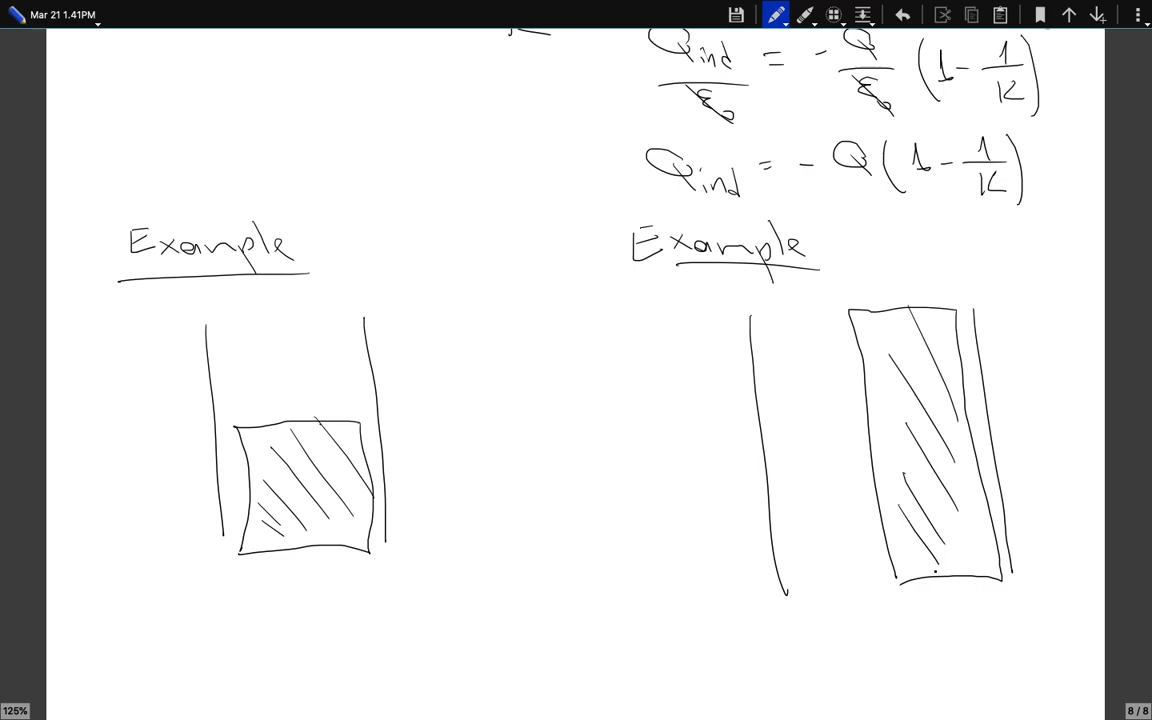 Mar 21 1.41PM
Qind / ε₀ = - Q / ε₀ (1 - 1/K)
Qind = - Q (1 - 1/K)
Example
Example
125%
8 / 8